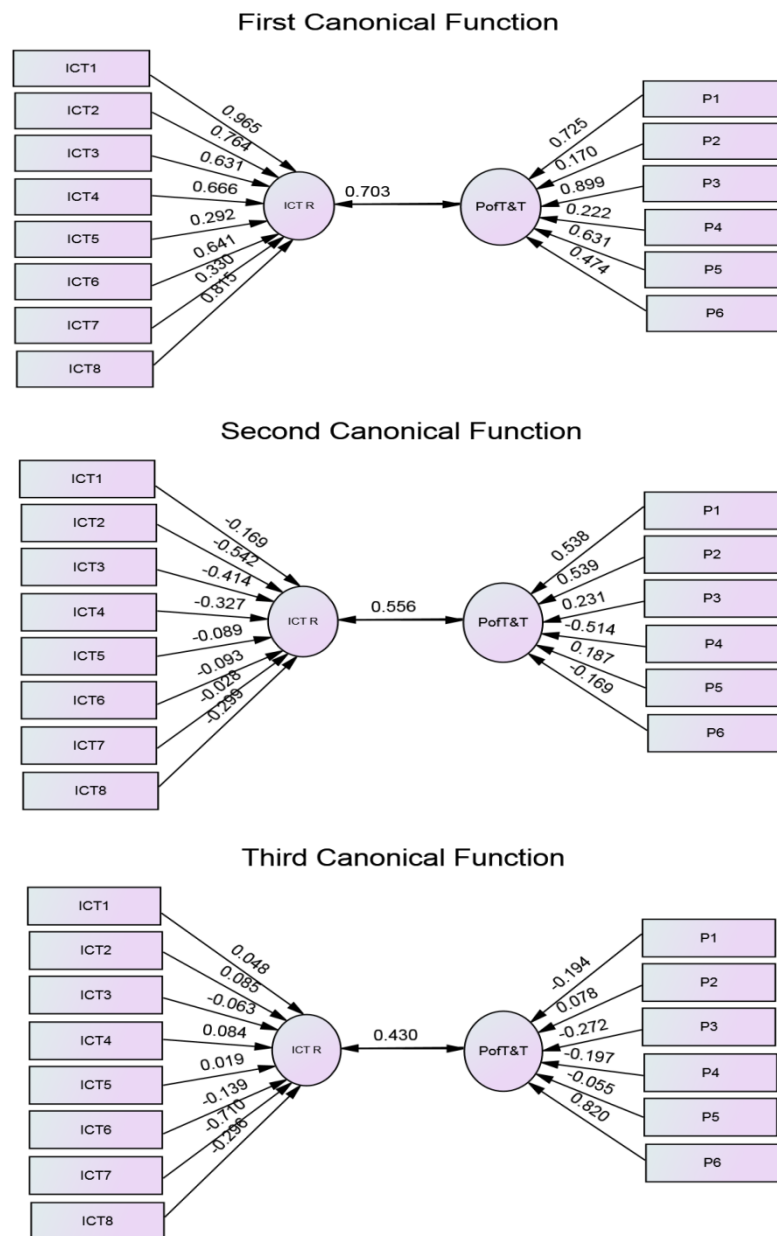 First Canonical Function
ICT1
ICT2
ICT3
ICT4
ICT5
ICT6
ICT7
ICT8
0.965
0.764
0.631
0.666
0.292
0.641
0.330
0.815
ICT R
0.703
PofT&T
0.725
0.170
0.899
0.222
0.631
0.474
P1
P2
P3
P4
P5
P6
Second Canonical Function
ICT1
ICT2
ICT3
ICT4
ICT5
ICT6
ICT7
ICT8
-0.169
-0.542
-0.414
-0.327
-0.089
-0.093
-0.028
-0.299
ICT R
0.556
PofT&T
0.538
0.539
0.231
-0.514
0.187
-0.169
P1
P2
P3
P4
P5
P6
Third Canonical Function
ICT1
ICT2
ICT3
ICT4
ICT5
ICT6
ICT7
ICT8
0.048
0.085
-0.063
0.084
0.019
-0.139
-0.710
-0.296
ICT R
0.430
PofT&T
-0.194
0.078
-0.272
-0.197
-0.055
0.820
P1
P2
P3
P4
P5
P6